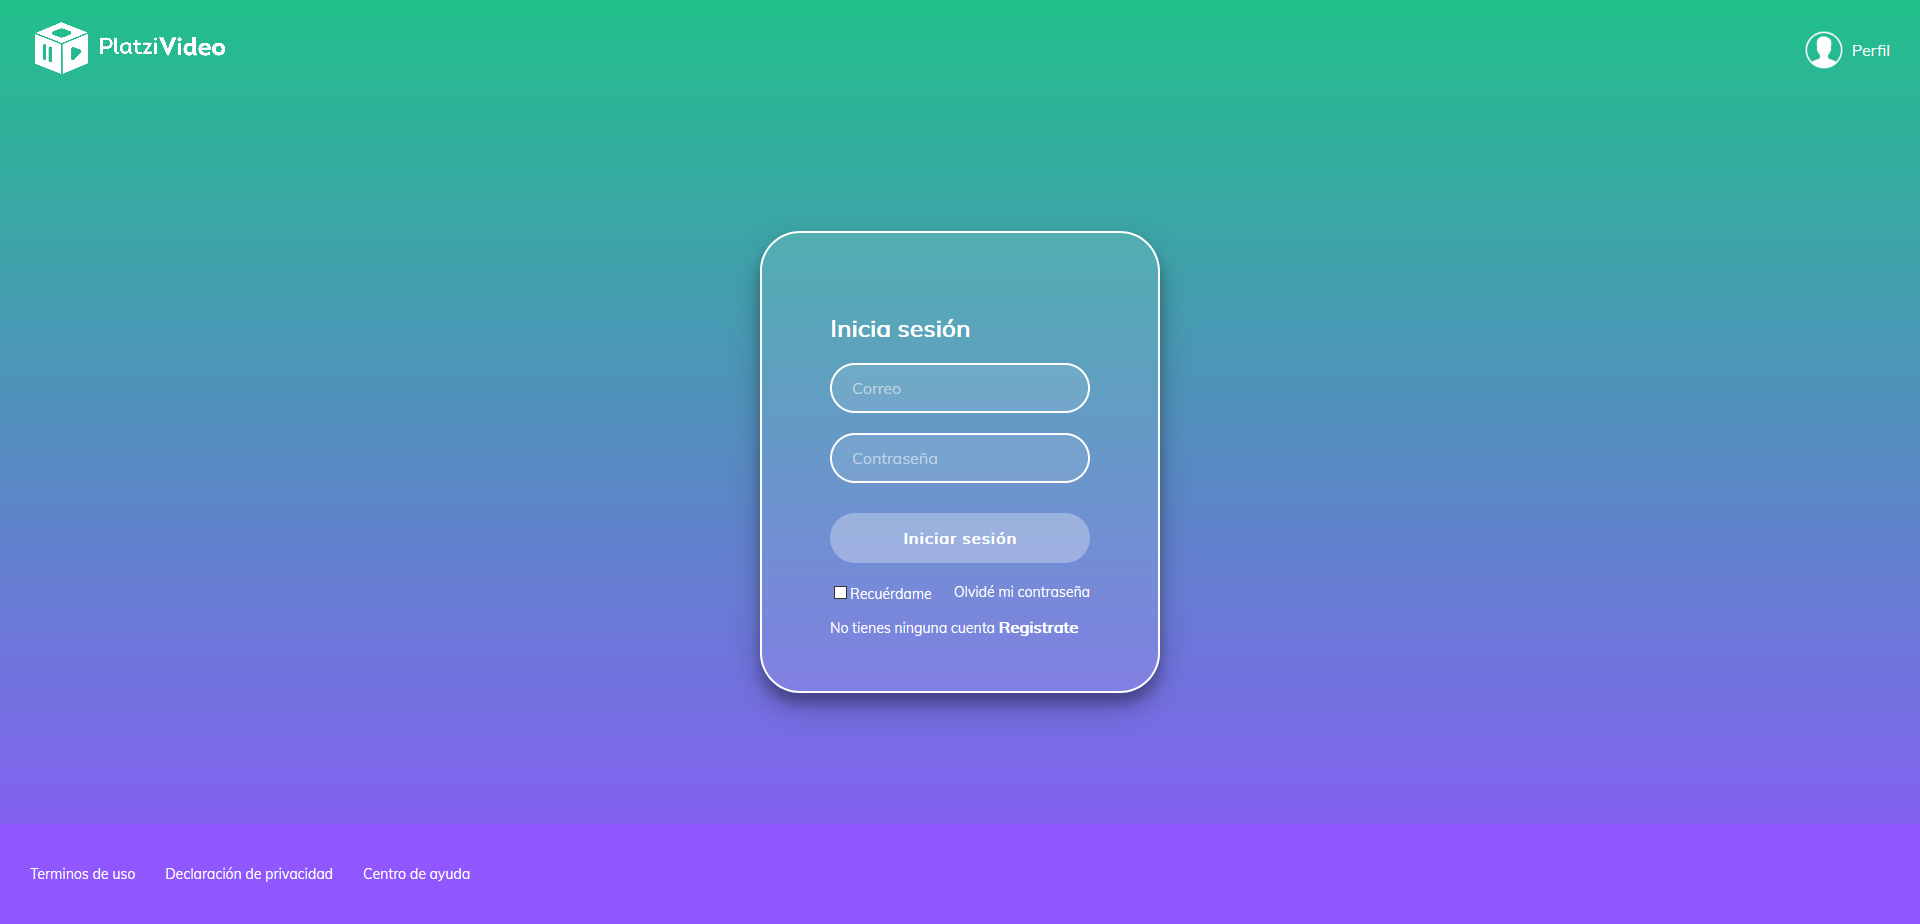 PlatziVideo
Perfil
Inicia sesión
Correo
Contraseña
Iniciar sesión
Recuérdame Olvidé mi contraseña
No tienes ninguna cuenta Registrate
Terminos de uso Declaración de privacidad Centro de ayuda